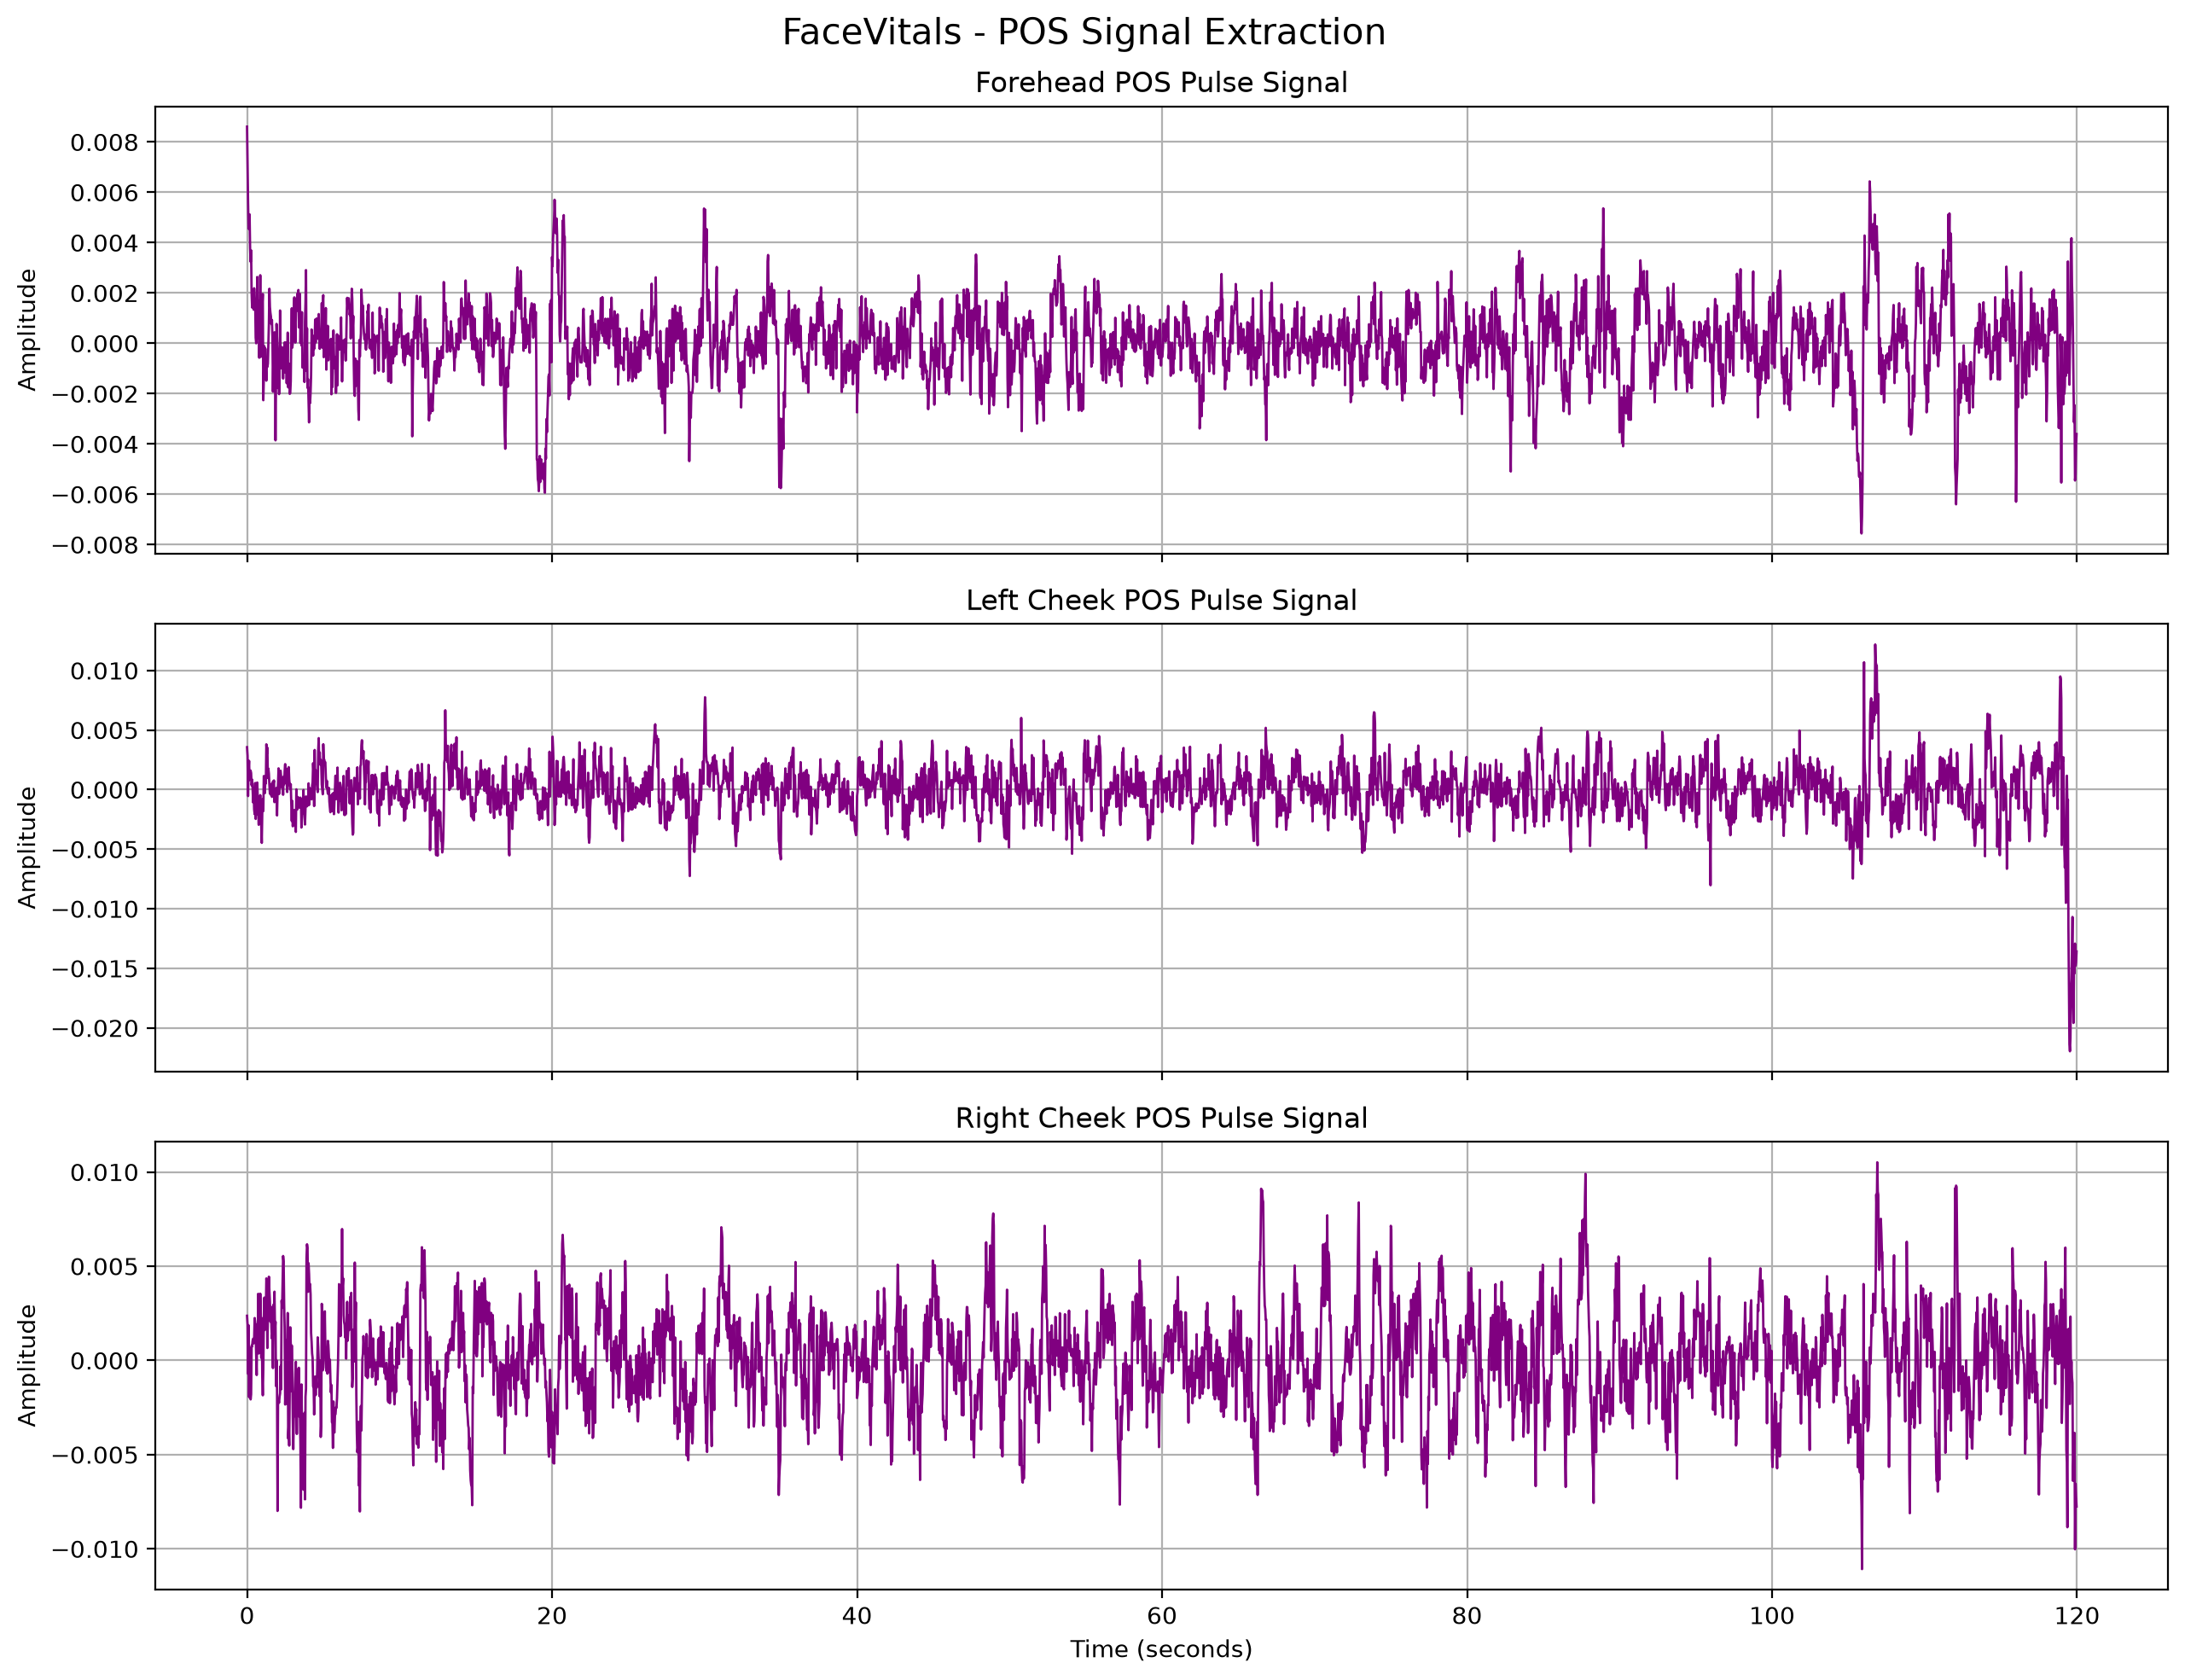 FaceVitals - POS Signal Extraction
Forehead POS Pulse Signal
0.008
0.006
0.004
0.002
0.000
−0.002
−0.004
−0.006
−0.008
Amplitude
Left Cheek POS Pulse Signal
0.010
0.005
0.000
−0.005
−0.010
−0.015
−0.020
Amplitude
Right Cheek POS Pulse Signal
0.010
0.005
0.000
−0.005
−0.010
Amplitude
0 20 40 60 80 100 120
Time (seconds)